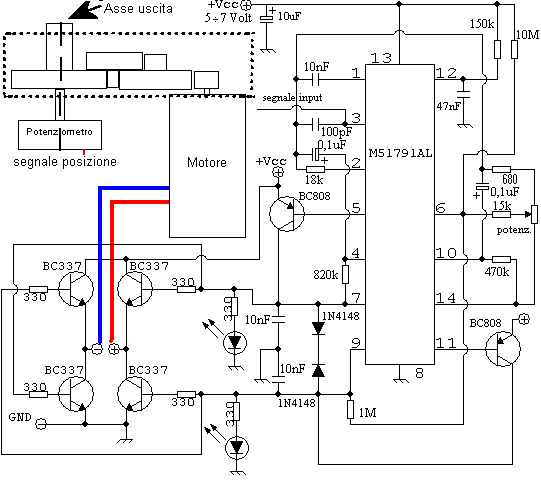 Asse uscita
+Vcc
5÷7 Volt
10uF
150k
10M
13
10nF
1
12
segnale input
47nF
Potenziometro
3
100pF
segnale posizione
Motore
0,1uF
M51791AL
+Vcc
2
680
18k
0,1uF
BC808
5
6
15k
potenz.
BC337
BC337
4
10
820k
470k
330
330
7
14
330
1N4148
10nF
BC808
9
11
BC337
BC337
10nF
8
330
330
1N4148
GND
330
1M